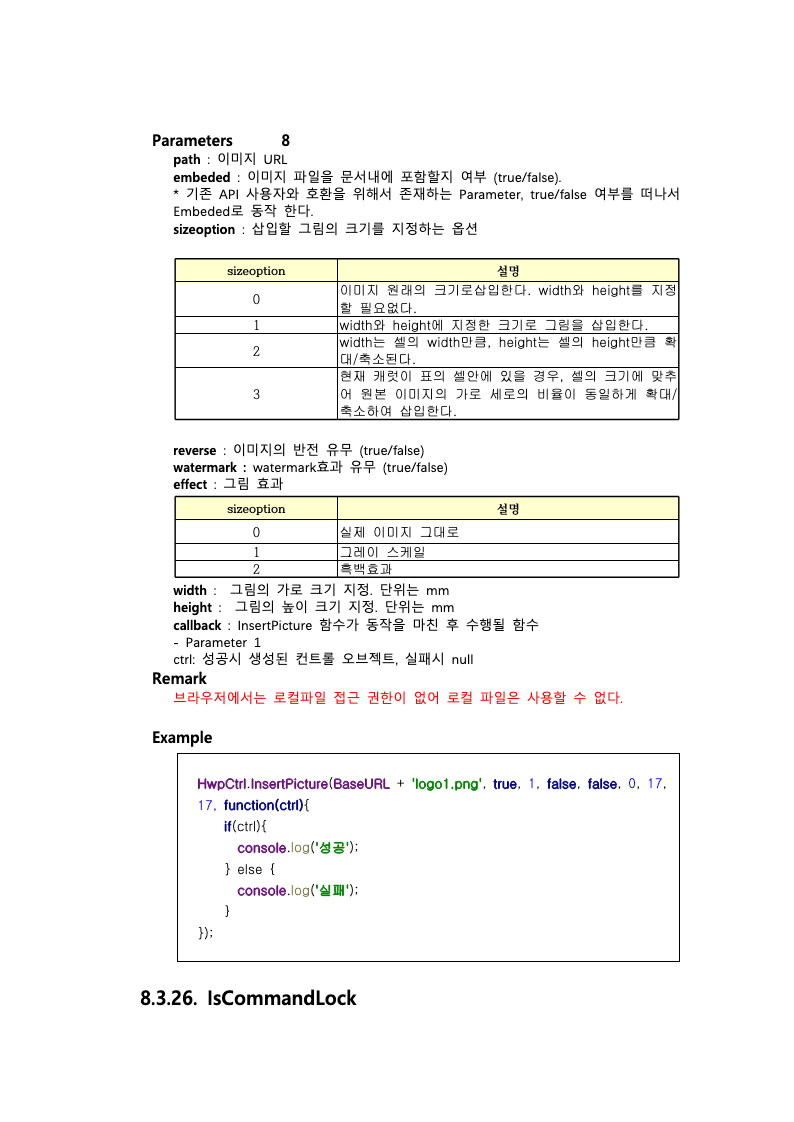 Parameters 8
path : 이미지 URL
embeded : 이미지 파일을 문서내에 포함할지 여부 (true/false).
* 기존 API 사용자와 호환을 위해서 존재하는 Parameter, true/false 여부를 떠나서
Embeded로 동작 한다.
sizeoption : 삽입할 그림의 크기를 지정하는 옵션
sizeoption 설명
0 이미지 원래의 크기로삽입한다. width와 height를 지정
할 필요없다.
1 width와 height에 지정한 크기로 그림을 삽입한다.
2 width는 셀의 width만큼, height는 셀의 height만큼 확
대/축소된다.
3 현재 캐럿이 표의 셀안에 있을 경우, 셀의 크기에 맞추
어 원본 이미지의 가로 세로의 비율이 동일하게 확대/
축소하여 삽입한다.
reverse : 이미지의 반전 유무 (true/false)
watermark : watermark효과 유무 (true/false)
effect : 그림 효과
sizeoption 설명
0 실제 이미지 그대로
1 그레이 스케일
2 흑백효과
width : 그림의 가로 크기 지정. 단위는 mm
height : 그림의 높이 크기 지정. 단위는 mm
callback : InsertPicture 함수가 동작을 마친 후 수행될 함수
- Parameter 1
ctrl: 성공시 생성된 컨트롤 오브젝트, 실패시 null
Remark
브라우저에서는 로컬파일 접근 권한이 없어 로컬 파일은 사용할 수 없다.
Example
HwpCtrl.InsertPicture(BaseURL + 'logo1.png', true, 1, false, false, 0, 17,
17, function(ctrl){
if(ctrl){
console.log('성공');
} else {
console.log('실패');
}
});
8.3.26. IsCommandLock